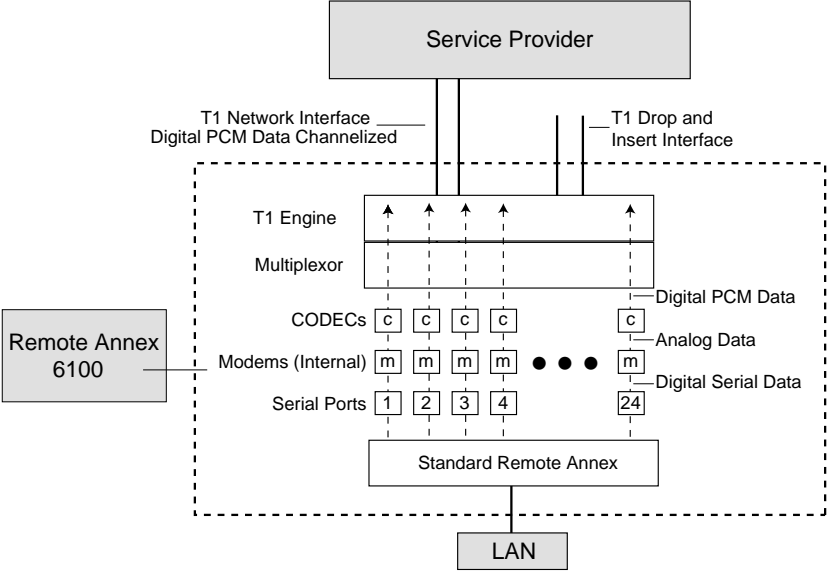 Service Provider
T1 Network Interface
Digital PCM Data Channelized
T1 Drop and
Insert Interface
T1 Engine
Multiplexor
Digital PCM Data
CODECs c c c c c
Analog Data
Remote Annex
6100
Modems (Internal) m m m m m
Digital Serial Data
Serial Ports 1 2 3 4 24
Standard Remote Annex
LAN